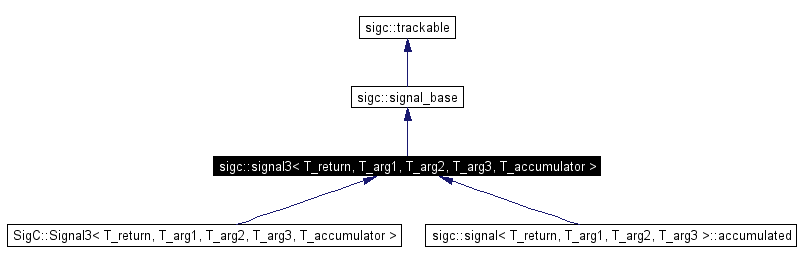 sigc::trackable
sigc::signal_base
sigc::signal3< T_return, T_arg1, T_arg2, T_arg3, T_accumulator >
SigC::Signal3< T_return, T_arg1, T_arg2, T_arg3, T_accumulator >
sigc::signal< T_return, T_arg1, T_arg2, T_arg3 >::accumulated